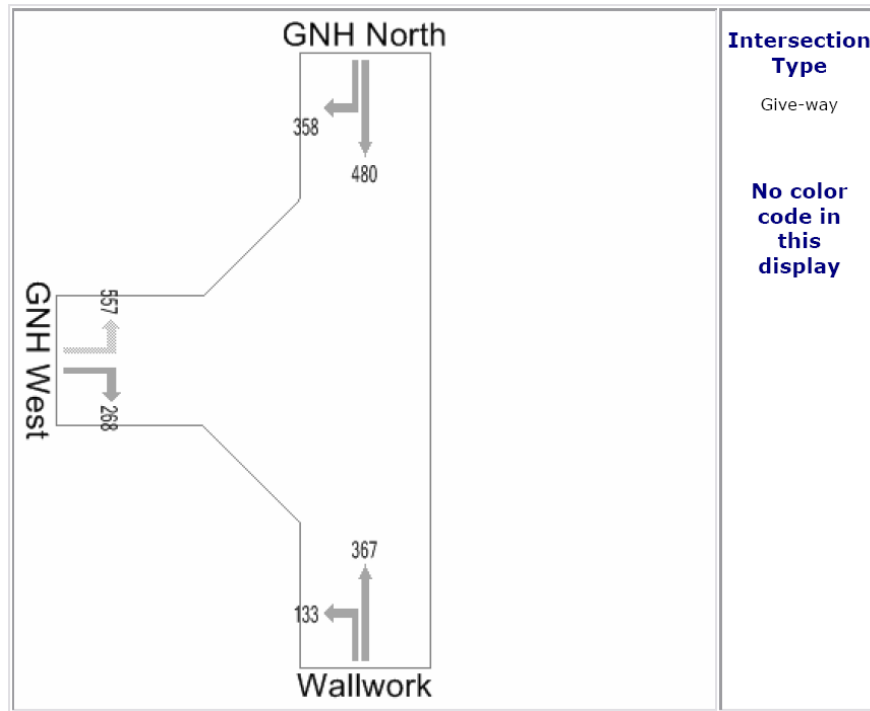 GNH North
358
480
GNH West
557
268
367
133
Wallwork
Intersection
Type
Give-way
No color
code in
this
display